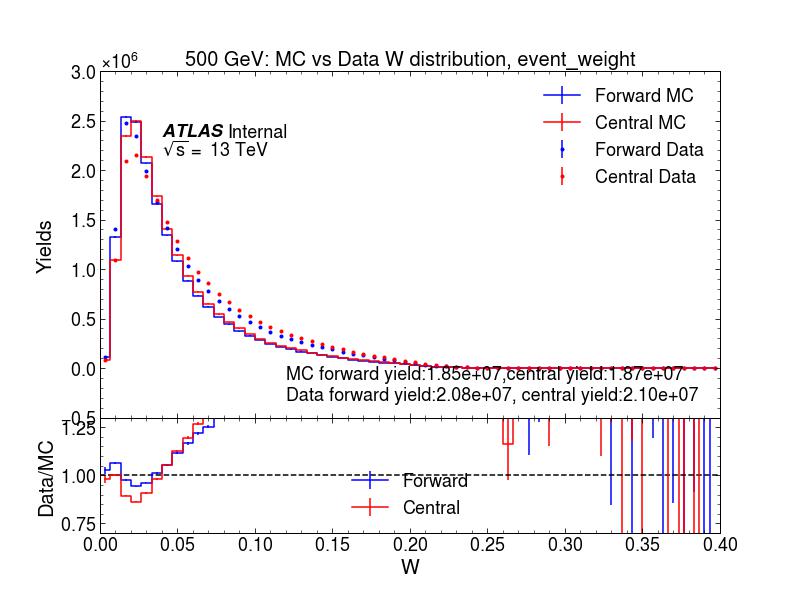 ×10⁶
500 GeV: MC vs Data W distribution, event_weight
3.0
2.5
2.0
1.5
1.0
0.5
0.0
0.5
Yields
ATLAS Internal
√s = 13 TeV
Forward MC
Central MC
Forward Data
Central Data
MC forward yield:1.85e+07,central yield:1.87e+07
Data forward yield:2.08e+07, central yield:2.10e+07
1.25
1.00
0.75
Data/MC
Forward
Central
0.00 0.05 0.10 0.15 0.20 0.25 0.30 0.35 0.40
W